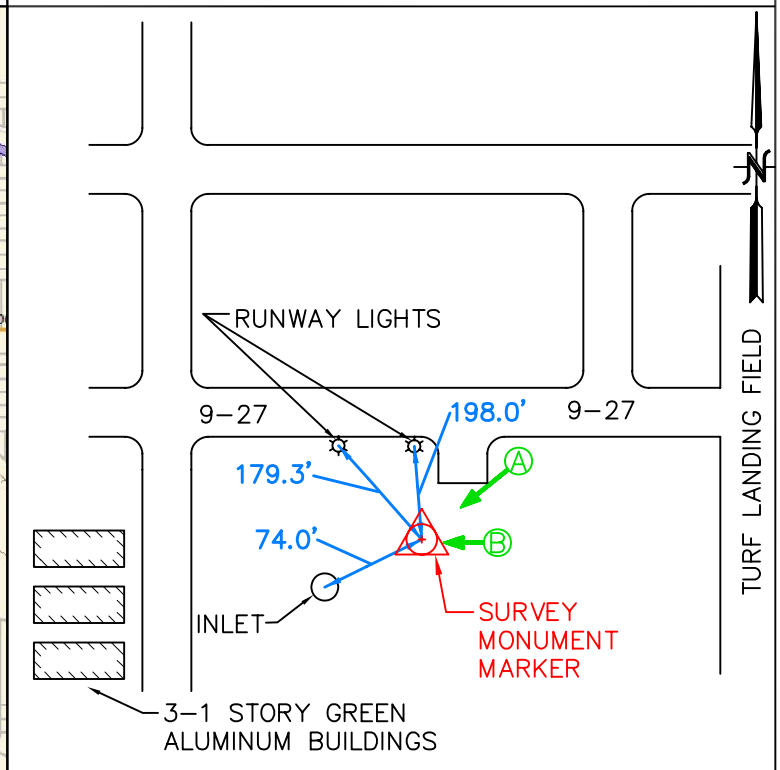 N
RUNWAY LIGHTS
9-27
198.0'
9-27
179.3'
A
74.0'
B
TURF LANDING FIELD
INLET
SURVEY
MONUMENT
MARKER
3-1 STORY GREEN
ALUMINUM BUILDINGS